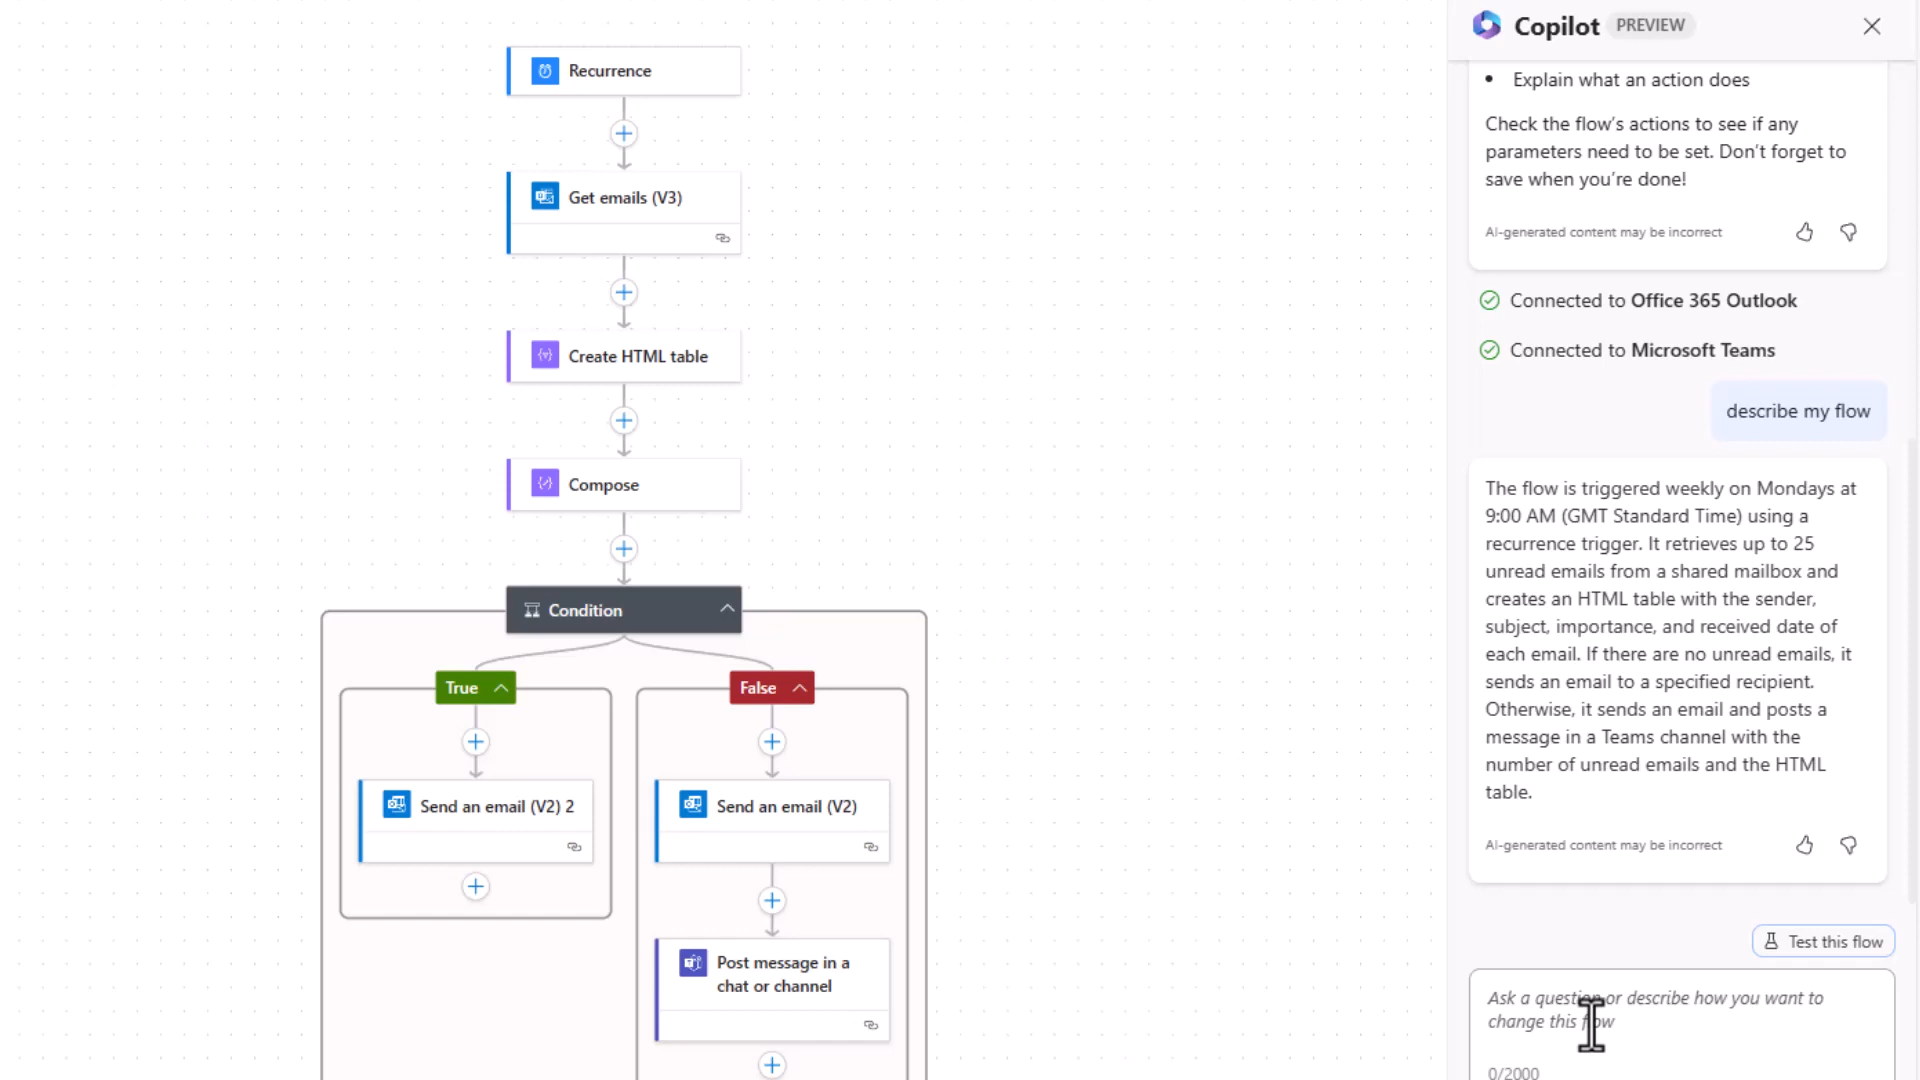 Recurrence
Get emails (V3)
Create HTML table
Compose
Condition
True
False
Send an email (V2) 2
Send an email (V2)
Post message in a
chat or channel
Copilot PREVIEW
• Explain what an action does
Check the flow's actions to see if any
parameters need to be set. Don't forget to
save when you're done!
AI-generated content may be incorrect
Connected to Office 365 Outlook
Connected to Microsoft Teams
describe my flow
The flow is triggered weekly on Mondays at
9:00 AM (GMT Standard Time) using a
recurrence trigger. It retrieves up to 25
unread emails from a shared mailbox and
creates an HTML table with the sender,
subject, importance, and received date of
each email. If there are no unread emails, it
sends an email to a specified recipient.
Otherwise, it sends an email and posts a
message in a Teams channel with the
number of unread emails and the HTML
table.
AI-generated content may be incorrect
Test this flow
Ask a question or describe how you want to
change this flow
0/2000